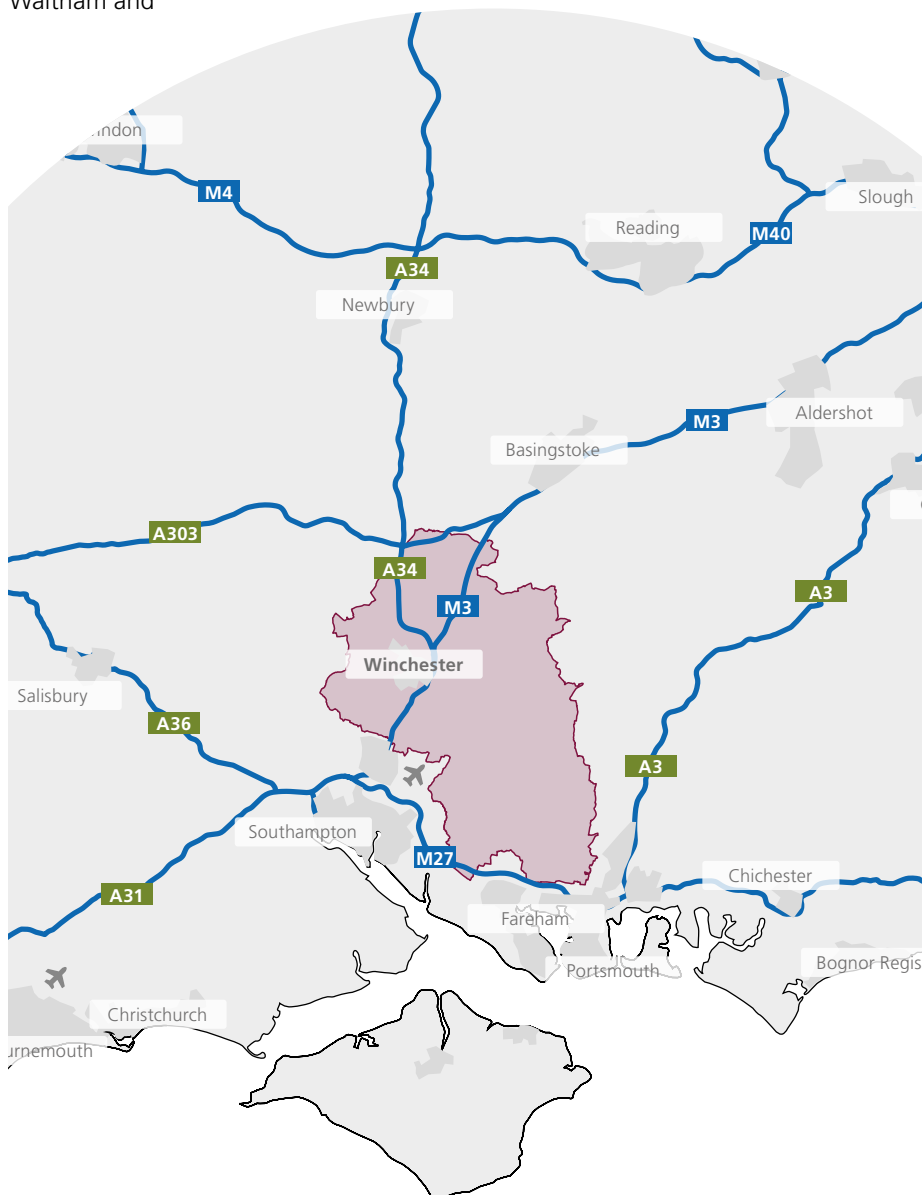 Waltham and
indon
M4
Slough
Reading
M40
A34
Newbury
Aldershot
M3
Basingstoke
A303
A34
A3
M3
Winchester
Salisbury
A36
A3
Southampton
M27
Chichester
A31
Fareham
Portsmouth
Bognor Regis
Christchurch
urnemouth